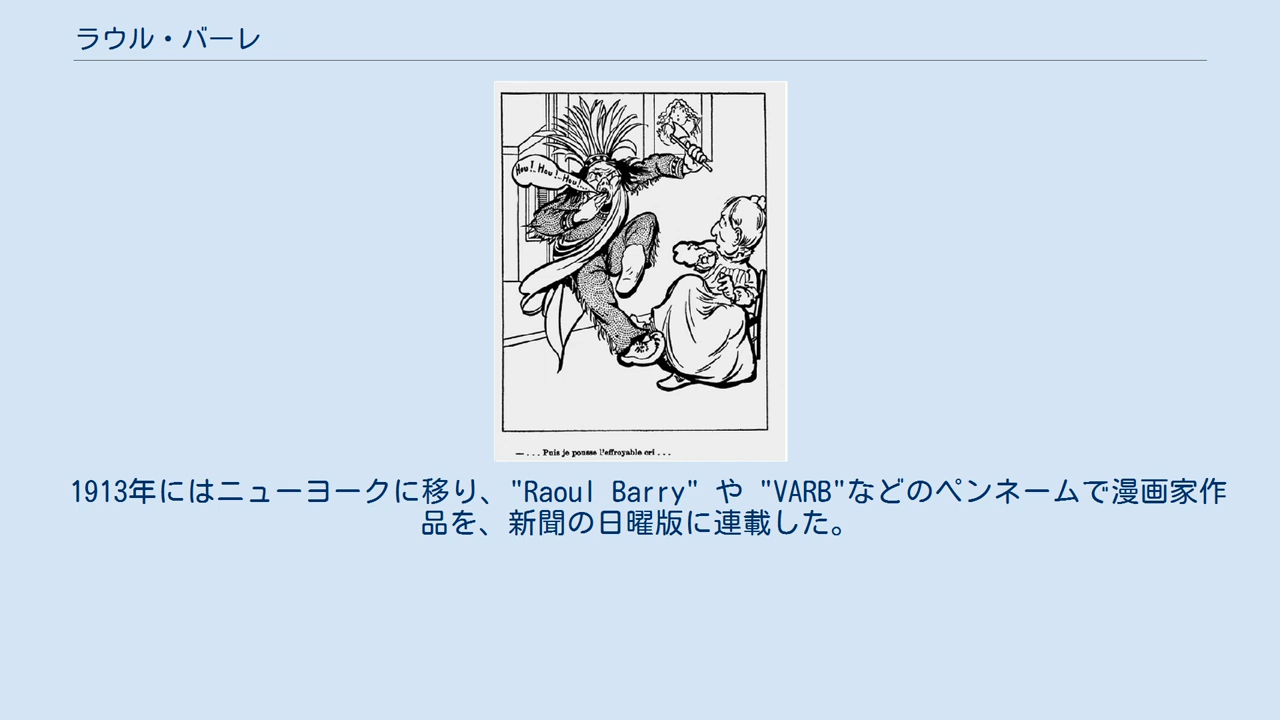 ラウル・バーレ
Hou!..Hou!-Hou!..
—... Puis je pousse l'effroyable cri ...
1913年にはニューヨークに移り、"Raoul Barry" や "VARB"などのペンネームで漫画家作
品を、新聞の日曜版に連載した。